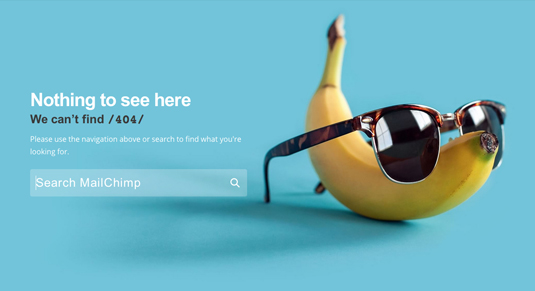 Nothing to see here
We can't find /404/
Please use the navigation above or search to find what you're
looking for.
Search MailChimp